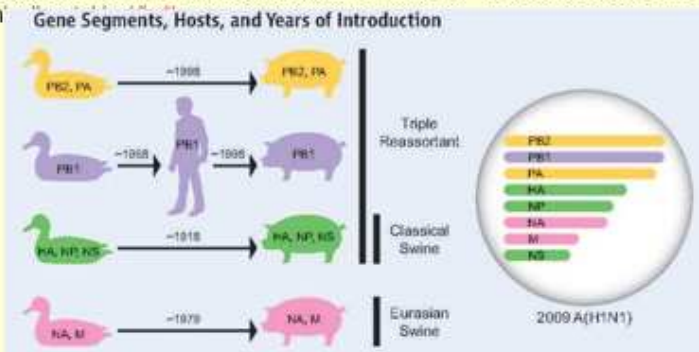 Gene Segments, Hosts, and Years of Introduction
PB2, PA
~1998
PB2, PA
PB1
~1968
PB1
~1998
PB1
Triple
Reassortant
HA, NP, NS
~1918
HA, NP, NS
Classical
Swine
NA, M
~1979
NA, M
Eurasian
Swine
PB2
PB1
PA
HA
NP
NA
M
NS
2009 A(H1N1)